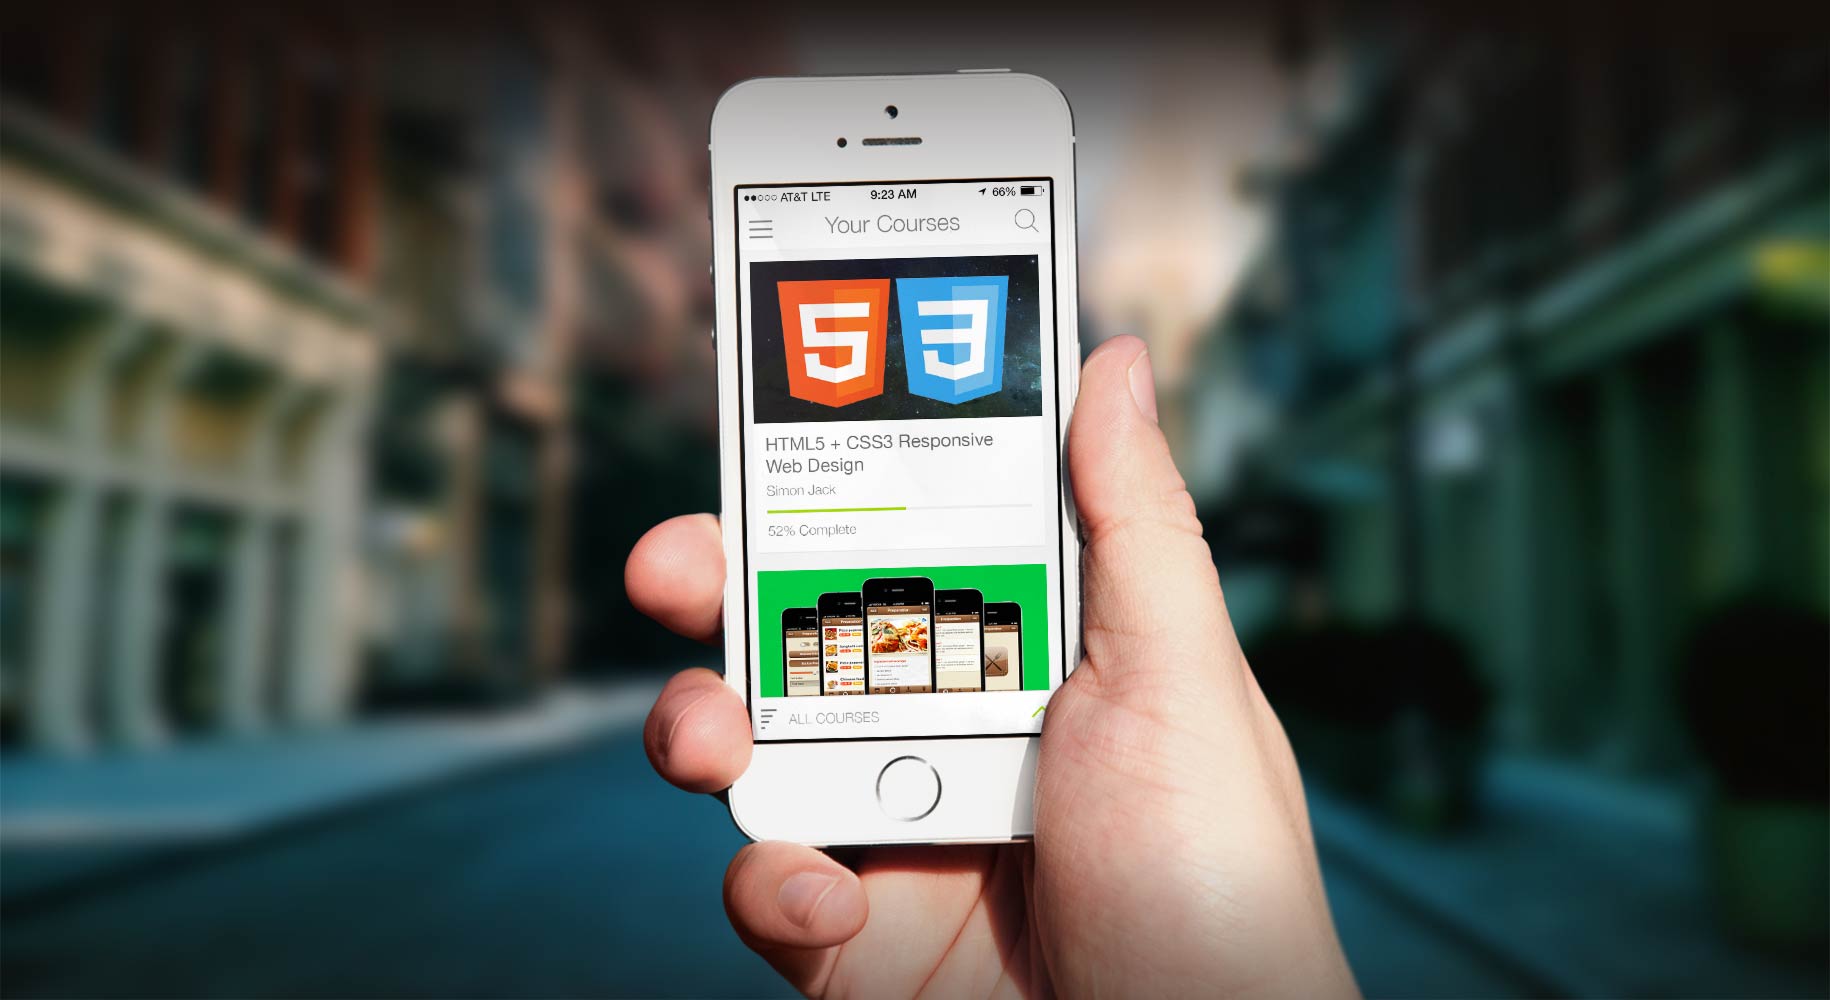 AT&T LTE 9:23 AM 66%
Your Courses
5 3
HTML5 + CSS3 Responsive
Web Design
Simon Jack
52% Complete
Preparation
ALL COURSES